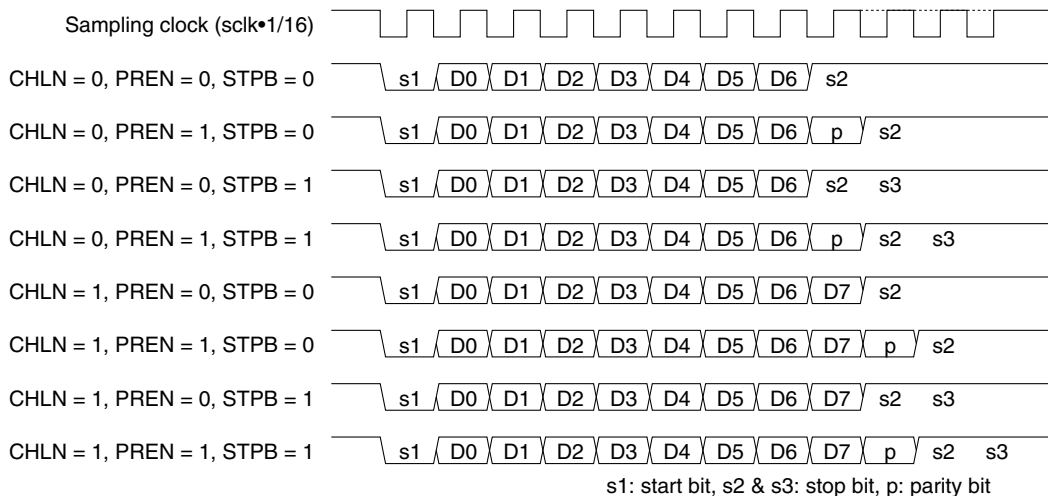 Sampling clock (sclk•1/16)
CHLN = 0, PREN = 0, STPB = 0 s1 D0 D1 D2 D3 D4 D5 D6 s2
CHLN = 0, PREN = 1, STPB = 0 s1 D0 D1 D2 D3 D4 D5 D6 p s2
CHLN = 0, PREN = 0, STPB = 1 s1 D0 D1 D2 D3 D4 D5 D6 s2 s3
CHLN = 0, PREN = 1, STPB = 1 s1 D0 D1 D2 D3 D4 D5 D6 p s2 s3
CHLN = 1, PREN = 0, STPB = 0 s1 D0 D1 D2 D3 D4 D5 D6 D7 s2
CHLN = 1, PREN = 1, STPB = 0 s1 D0 D1 D2 D3 D4 D5 D6 D7 p s2
CHLN = 1, PREN = 0, STPB = 1 s1 D0 D1 D2 D3 D4 D5 D6 D7 s2 s3
CHLN = 1, PREN = 1, STPB = 1 s1 D0 D1 D2 D3 D4 D5 D6 D7 p s2 s3
s1: start bit, s2 & s3: stop bit, p: parity bit